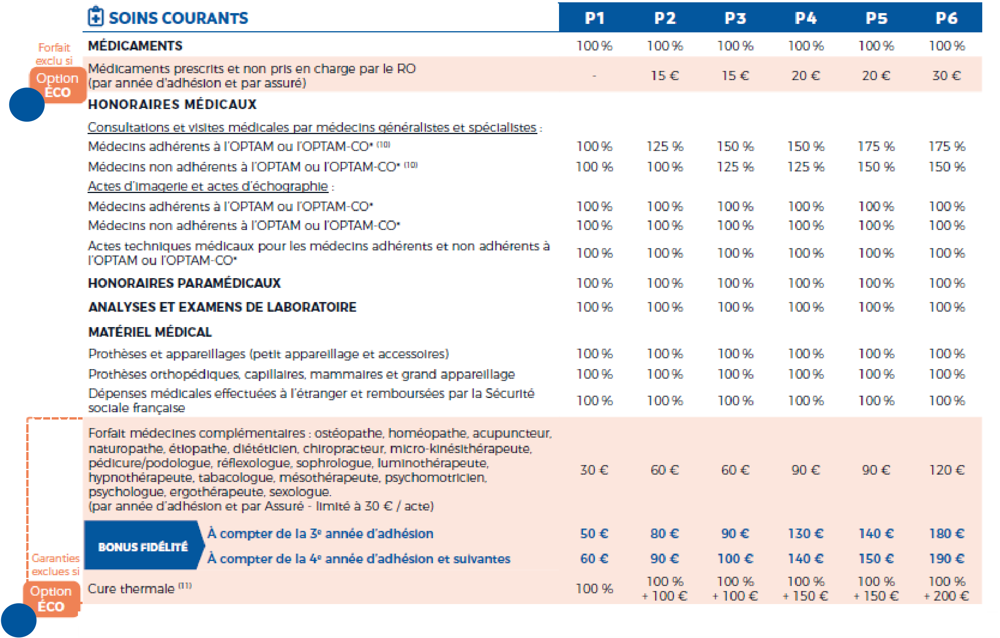 SOINS COURANTS P1 P2 P3 P4 P5 P6
Forfait
exclu si
Option
ÉCO
MÉDICAMENTS 100 % 100 % 100 % 100 % 100 % 100 %
Médicaments prescrits et non pris en charge par le RO
(par année d'adhésion et par assuré) - 15 € 15 € 20 € 20 € 30 €
HONORAIRES MÉDICAUX
Consultations et visites médicales par médecins généralistes et spécialistes :
Médecins adhérents à l'OPTAM ou l'OPTAM-CO* (10) 100 % 125 % 150 % 150 % 175 % 175 %
Médecins non adhérents à l'OPTAM ou l'OPTAM-CO* (10) 100 % 100 % 125 % 125 % 150 % 150 %
Actes d'imagerie et actes d'échographie :
Médecins adhérents à l'OPTAM ou l'OPTAM-CO* 100 % 100 % 100 % 100 % 100 % 100 %
Médecins non adhérents à l'OPTAM ou l'OPTAM-CO* 100 % 100 % 100 % 100 % 100 % 100 %
Actes techniques médicaux pour les médecins adhérents et non adhérents à
l'OPTAM ou l'OPTAM-CO* 100 % 100 % 100 % 100 % 100 % 100 %
HONORAIRES PARAMÉDICAUX 100 % 100 % 100 % 100 % 100 % 100 %
ANALYSES ET EXAMENS DE LABORATOIRE 100 % 100 % 100 % 100 % 100 % 100 %
MATÉRIEL MÉDICAL
Prothèses et appareillages (petit appareillage et accessoires) 100 % 100 % 100 % 100 % 100 % 100 %
Prothèses orthopédiques, capillaires, mammaires et grand appareillage 100 % 100 % 100 % 100 % 100 % 100 %
Dépenses médicales effectuées à l'étranger et remboursées par la Sécurité
sociale française 100 % 100 % 100 % 100 % 100 % 100 %
Forfait médecines complémentaires : ostéopathe, homéopathe, acupuncteur,
naturopathe, étiopathe, diététicien, chiropracteur, micro-kinésithérapeute,
pédicure/podologue, réflexologue, sophrologue, luminothérapeute,
hypnothérapeute, tabacologue, mésothérapeute, psychomotricien,
psychologue, ergothérapeute, sexologue.
(par année d'adhésion et par Assuré - limité à 30 € / acte) 30 € 60 € 60 € 90 € 90 € 120 €
BONUS FIDÉLITÉ
À compter de la 3e année d'adhésion 50 € 80 € 90 € 130 € 140 € 180 €
À compter de la 4e année d'adhésion et suivantes 60 € 90 € 100 € 140 € 150 € 190 €
Garanties
exclues si
Option
ÉCO
Cure thermale (11) 100 % 100 % + 100 € 100 % + 100 € 100 % + 150 € 100 % + 150 € 100 % + 200 €